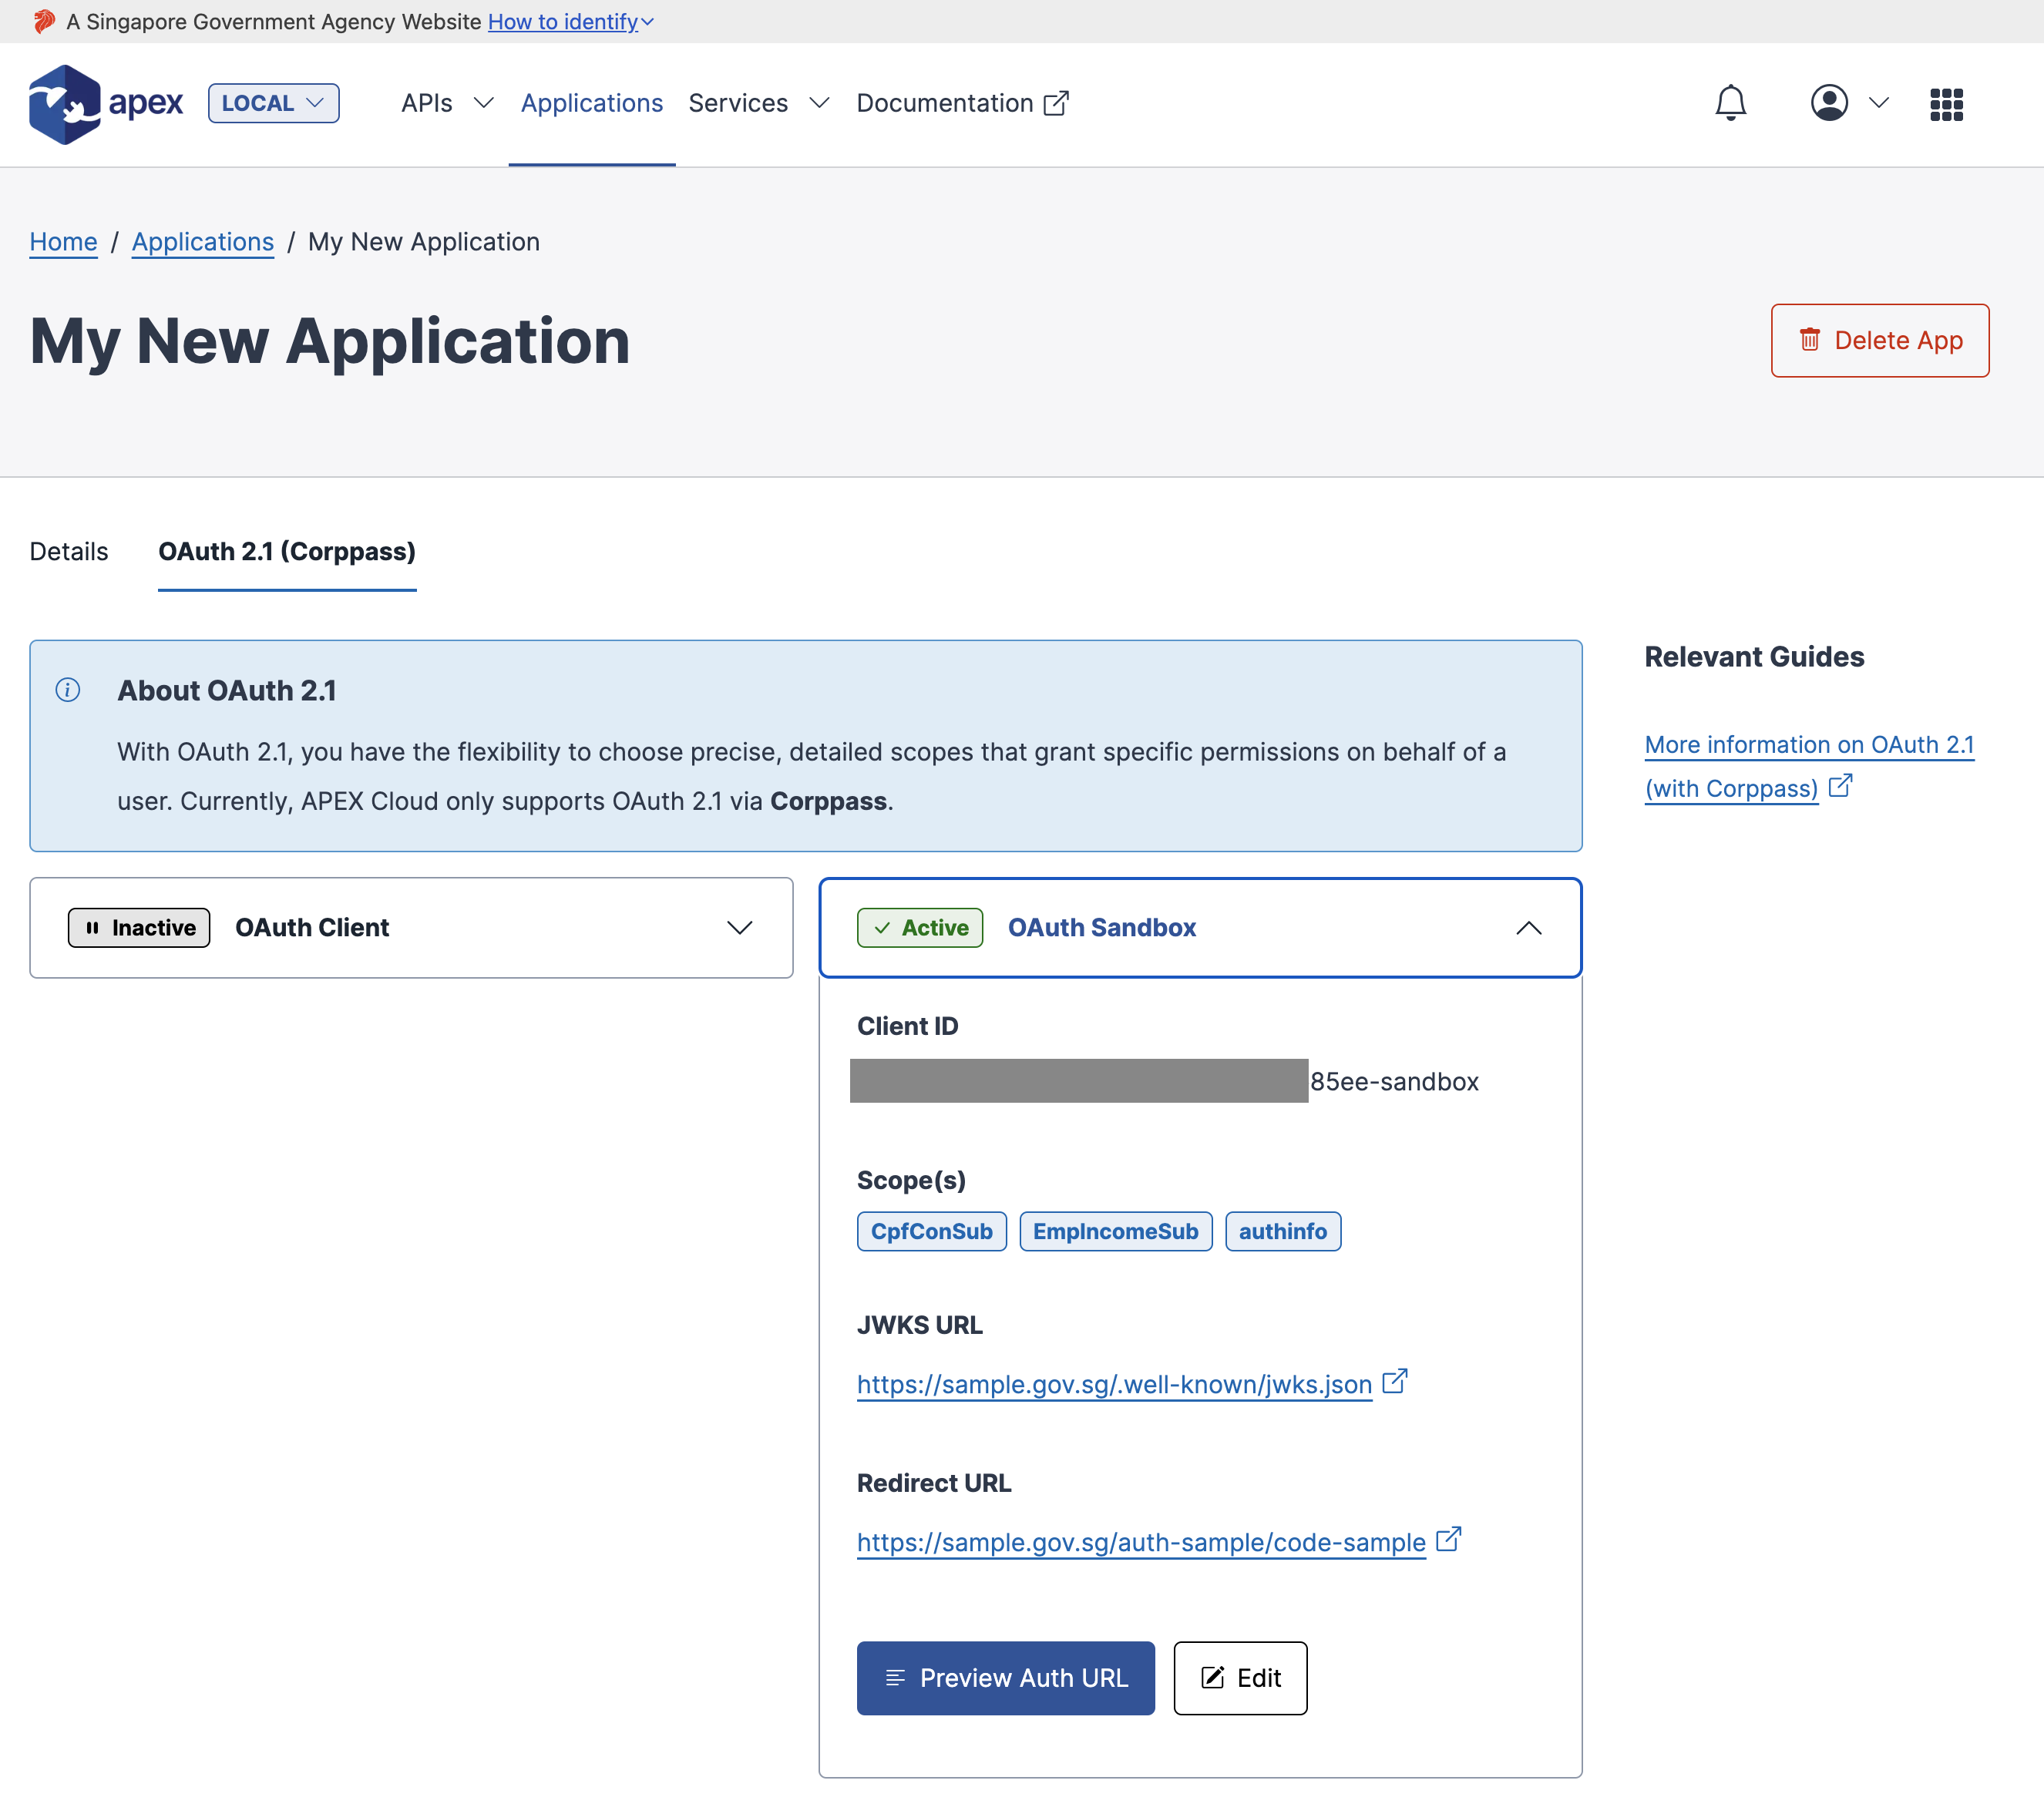 A Singapore Government Agency Website How to identify
apex
LOCAL
APIs
Applications
Services
Documentation
Home / Applications / My New Application
My New Application
Delete App
Details
OAuth 2.1 (Corppass)
About OAuth 2.1
With OAuth 2.1, you have the flexibility to choose precise, detailed scopes that grant specific permissions on behalf of a
user. Currently, APEX Cloud only supports OAuth 2.1 via Corppass.
Relevant Guides
More information on OAuth 2.1
(with Corppass)
Inactive
OAuth Client
Active
OAuth Sandbox
Client ID
85ee-sandbox
Scope(s)
CpfConSub
EmpIncomeSub
authinfo
JWKS URL
https://sample.gov.sg/.well-known/jwks.json
Redirect URL
https://sample.gov.sg/auth-sample/code-sample
Preview Auth URL
Edit